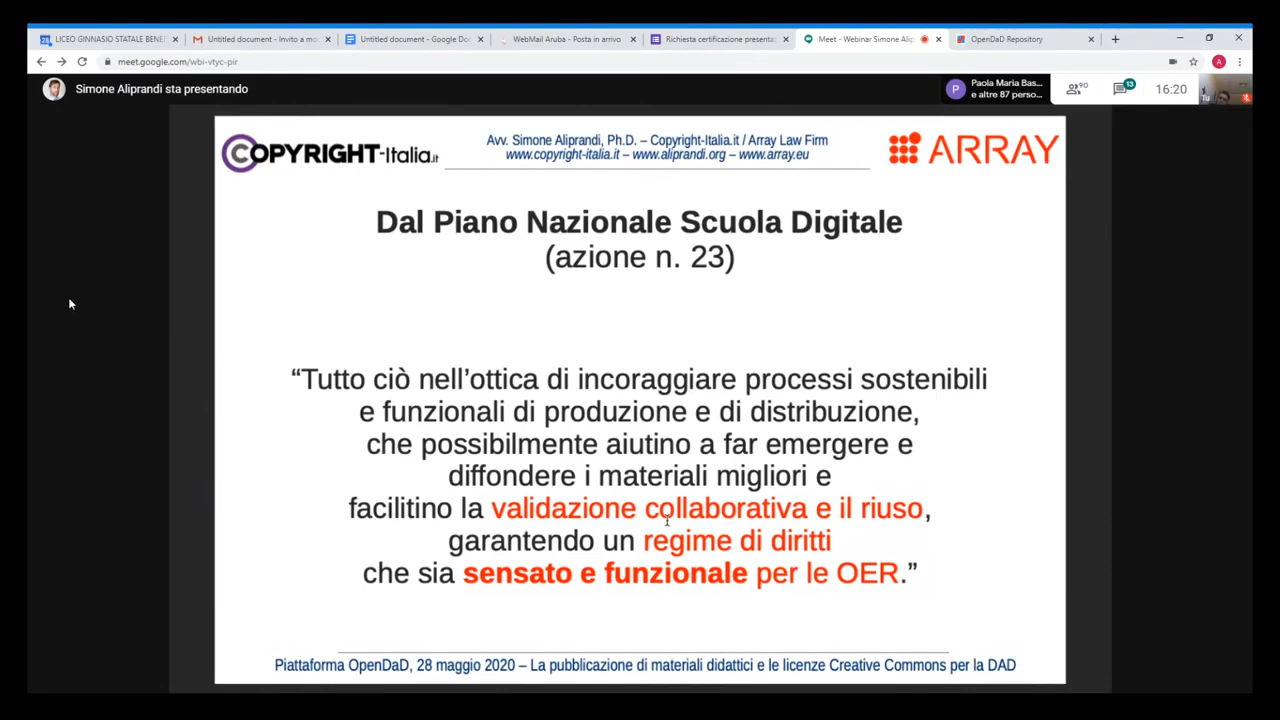 LICEO GINNASIO STATALE BENE
Untitled document - Invito a mo
Untitled document - Google Do
WebMail Aruba - Posta in arrivo
Richiesta certificazione presenta
Meet - Webinar Simone Alip
OpenDaD Repository
meet.google.com/wbi-vtyc-pir
Simone Aliprandi sta presentando
P
Paola Maria Bas...
e altre 87 perso...
90
13
16:20
Tu
A
COPYRIGHT-Italia.it
Avv. Simone Aliprandi, Ph.D. – Copyright-Italia.it / Array Law Firm
www.copyright-italia.it – www.aliprandi.org – www.array.eu
ARRAY
Dal Piano Nazionale Scuola Digitale
(azione n. 23)
“Tutto ciò nell’ottica di incoraggiare processi sostenibili
e funzionali di produzione e di distribuzione,
che possibilmente aiutino a far emergere e
diffondere i materiali migliori e
facilitino la validazione collaborativa e il riuso,
garantendo un regime di diritti
che sia sensato e funzionale per le OER.”
Piattaforma OpenDaD, 28 maggio 2020 – La pubblicazione di materiali didattici e le licenze Creative Commons per la DAD